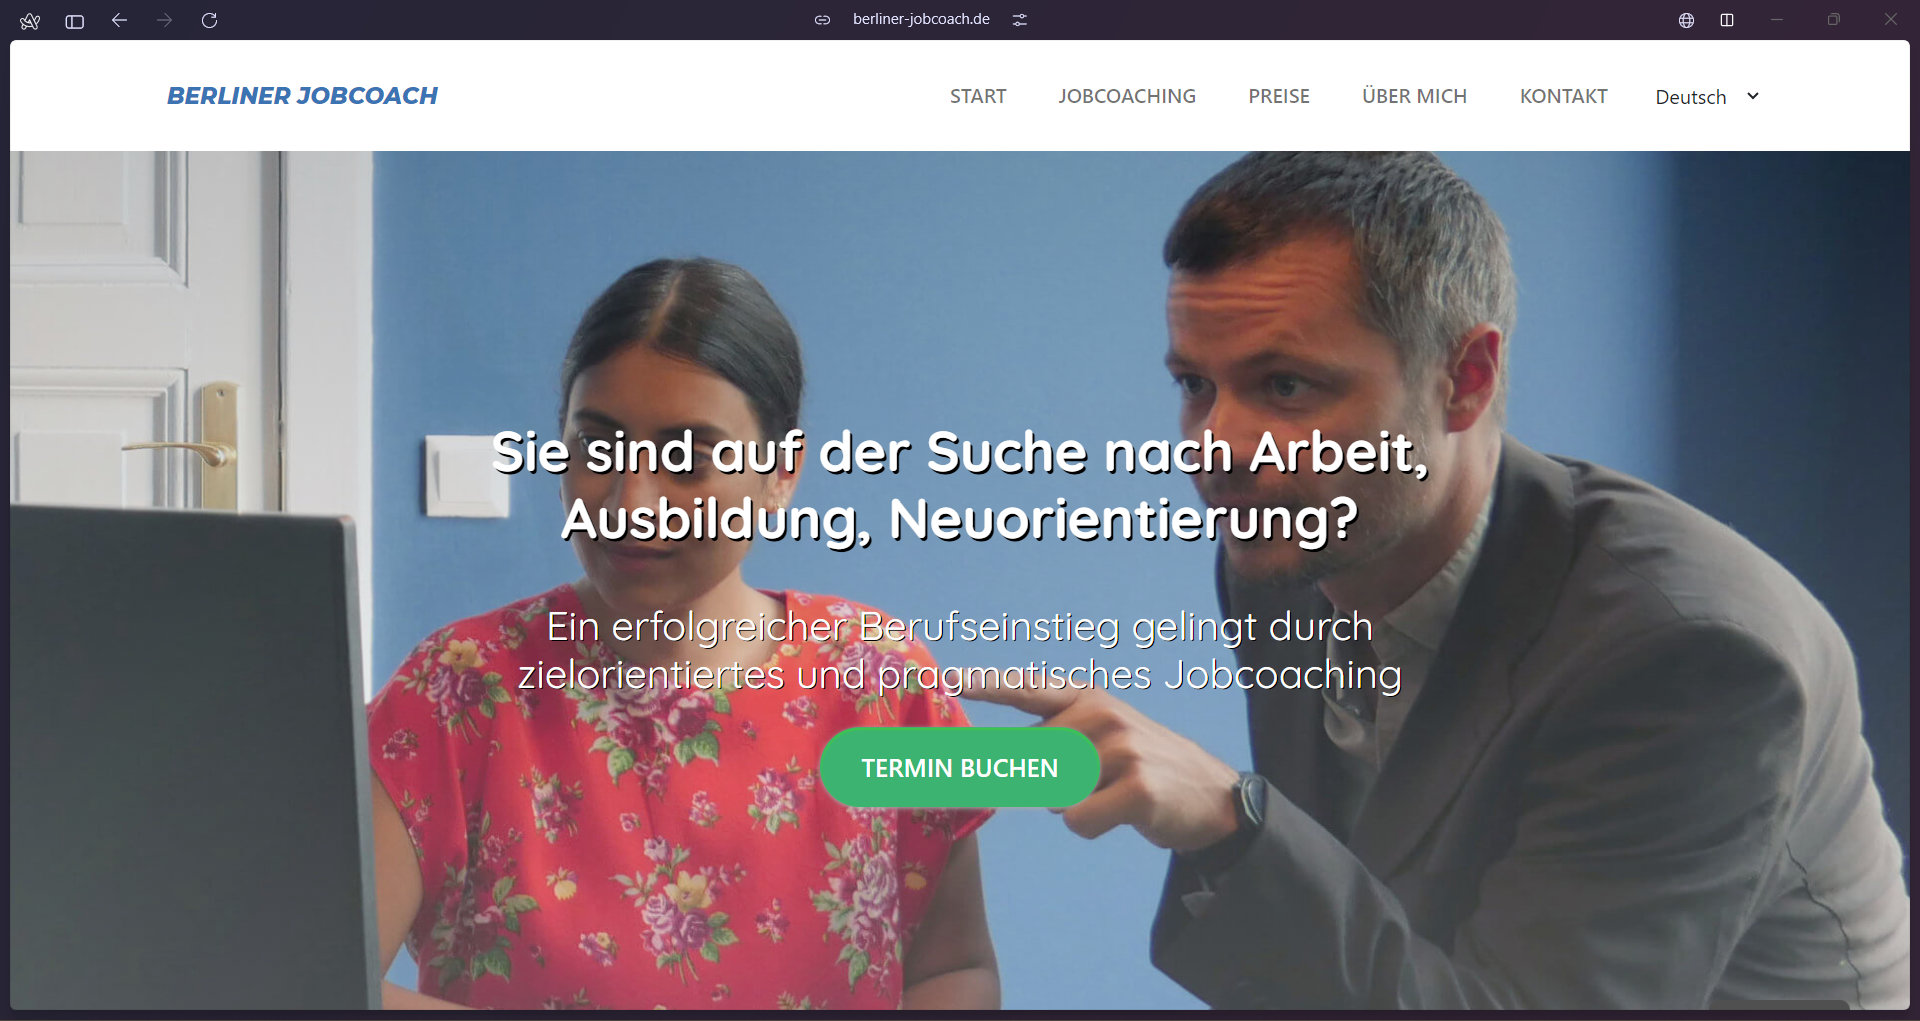 berliner-jobcoach.de
BERLINER JOBCOACH
START
JOBCOACHING
PREISE
ÜBER MICH
KONTAKT
Deutsch
Sie sind auf der Suche nach Arbeit,
Ausbildung, Neuorientierung?
Ein erfolgreicher Berufseinstieg gelingt durch
zielorientiertes und pragmatisches Jobcoaching
TERMIN BUCHEN